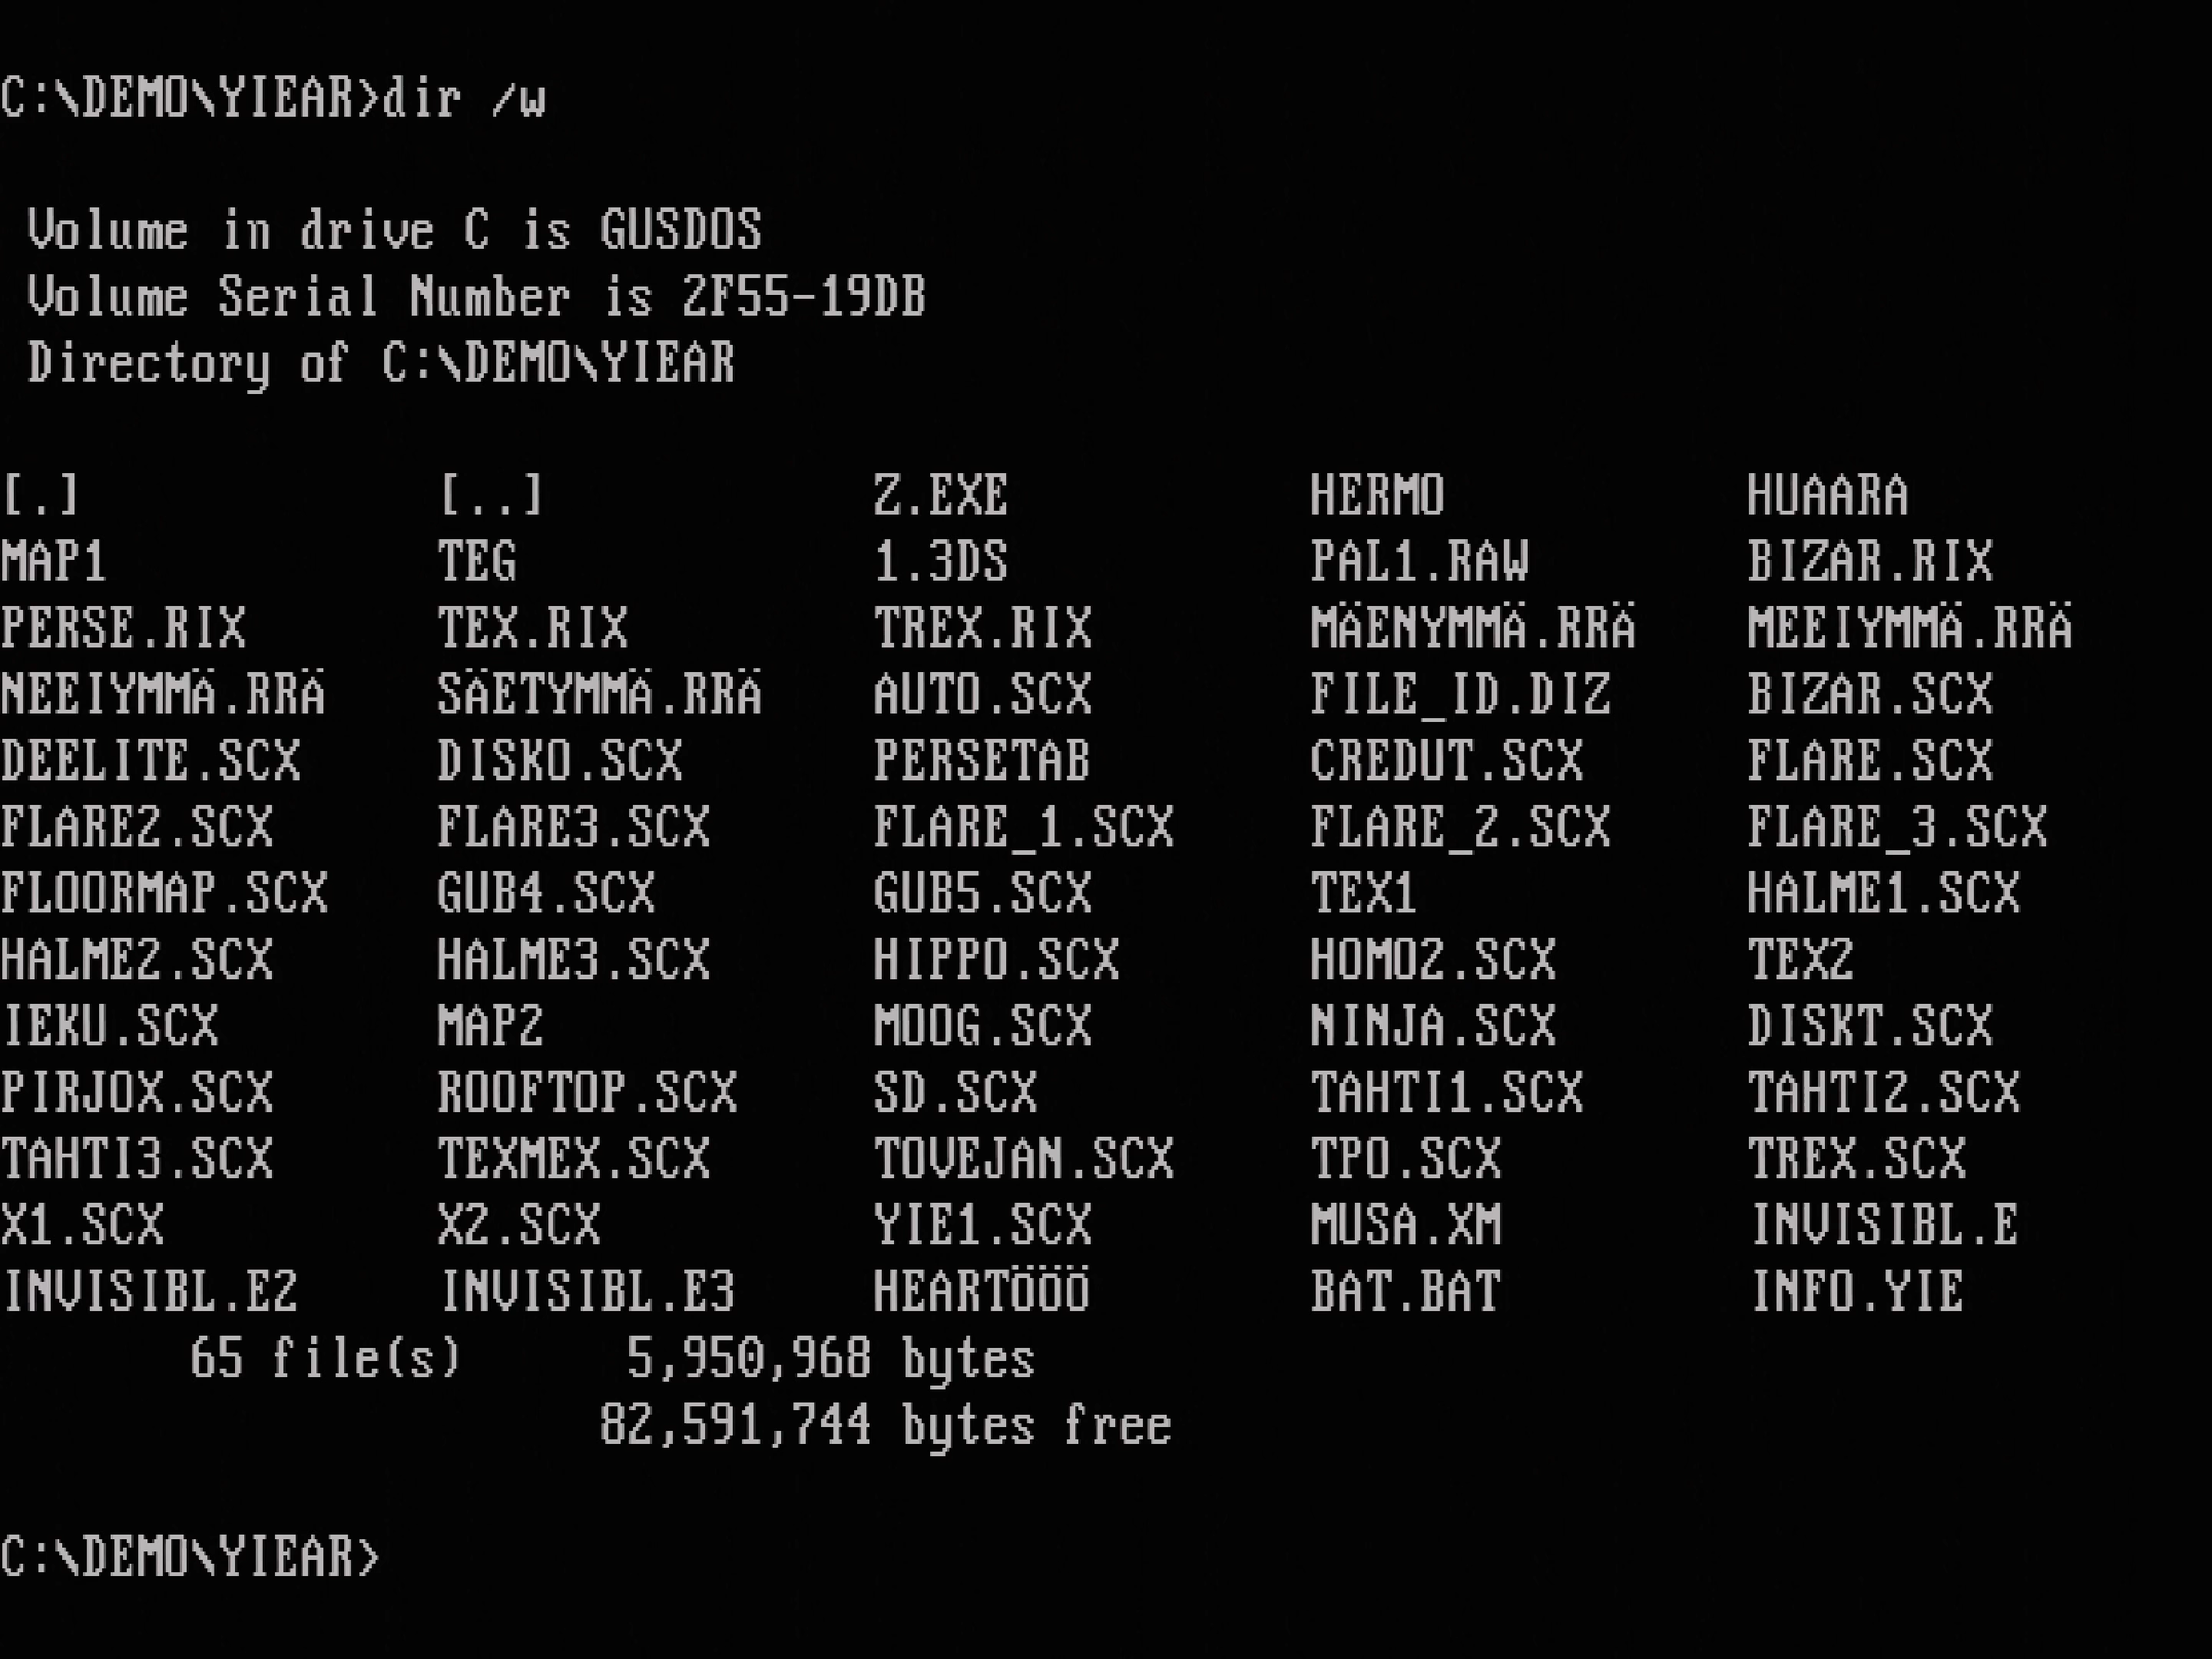 C:\DEMO\YIEAR>dir /w
Volume in drive C is GUSDOS
Volume Serial Number is 2F55-19DB
Directory of C:\DEMO\YIEAR
[.] [..] Z.EXE HERMO HUAARA
MAP1 TEG 1.3DS PAL1.RAW BIZAR.RIX
PERSE.RIX TEX.RIX TREX.RIX MÄENYMMÄ.RRÄ MEEIYMMÄ.RRÄ
NEEIYMMÄ.RRÄ SÄETYMMÄ.RRÄ AUTO.SCX FILE_ID.DIZ BIZAR.SCX
DEELITE.SCX DISKO.SCX PERSETAB CREDUT.SCX FLARE.SCX
FLARE2.SCX FLARE3.SCX FLARE_1.SCX FLARE_2.SCX FLARE_3.SCX
FLOORMAP.SCX GUB4.SCX GUB5.SCX TEX1 HALME1.SCX
HALME2.SCX HALME3.SCX HIPPO.SCX HOMO2.SCX TEX2
IEKU.SCX MAP2 MOOG.SCX NINJA.SCX DISKT.SCX
PIRJOX.SCX ROOFTOP.SCX SD.SCX TAHTI1.SCX TAHTI2.SCX
TAHTI3.SCX TEXMEX.SCX TOVEJAN.SCX TPO.SCX TREX.SCX
X1.SCX X2.SCX YIE1.SCX MUSA.XM INVISIBL.E
INVISIBL.E2 INVISIBL.E3 HEARTÖÖÖ BAT.BAT INFO.YIE
65 file(s) 5,950,968 bytes
82,591,744 bytes free
C:\DEMO\YIEAR>